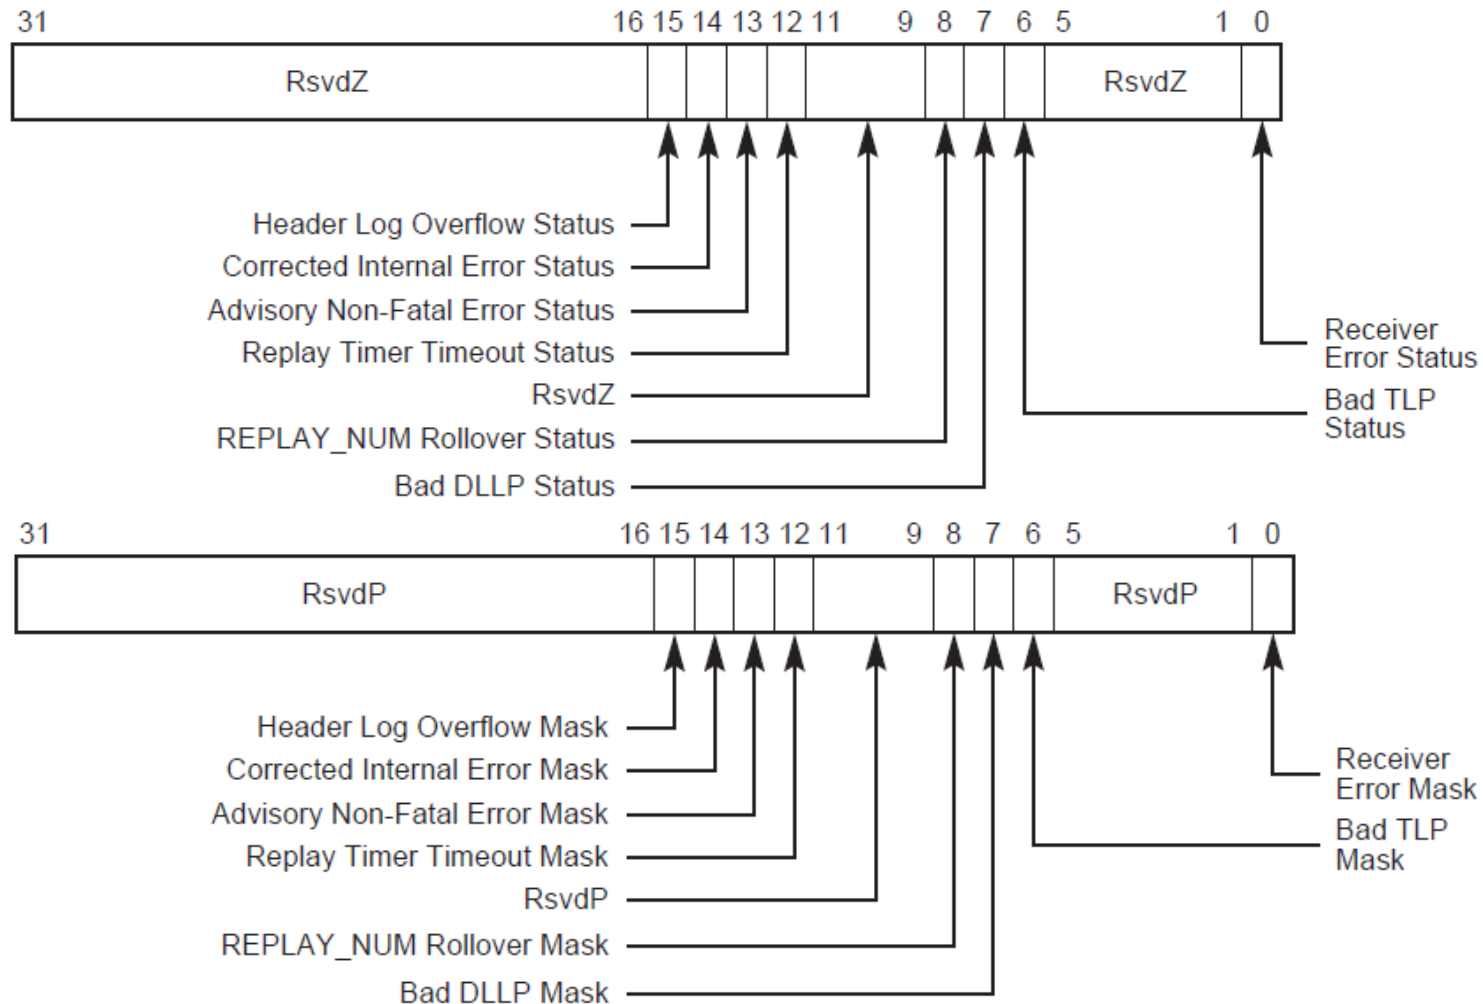 31 16 15 14 13 12 11 9 8 7 6 5 1 0
RsvdZ RsvdZ
Header Log Overflow Status
Corrected Internal Error Status
Advisory Non-Fatal Error Status
Replay Timer Timeout Status
RsvdZ
REPLAY_NUM Rollover Status
Bad DLLP Status
Receiver
Error Status
Bad TLP
Status
31 16 15 14 13 12 11 9 8 7 6 5 1 0
RsvdP RsvdP
Header Log Overflow Mask
Corrected Internal Error Mask
Advisory Non-Fatal Error Mask
Replay Timer Timeout Mask
RsvdP
REPLAY_NUM Rollover Mask
Bad DLLP Mask
Receiver
Error Mask
Bad TLP
Mask